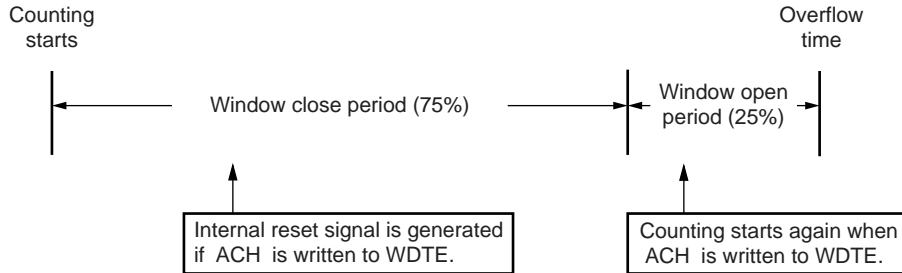 Counting
starts
Overflow
time
Window close period (75%)
Window open
period (25%)
Internal reset signal is generated
if ACH is written to WDTE.
Counting starts again when
ACH is written to WDTE.